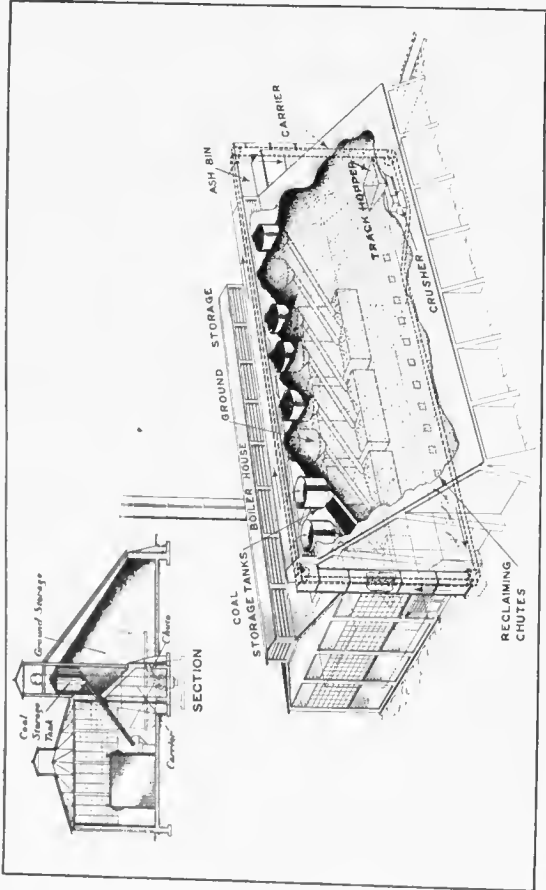 Coal
Storage
Tank
Ground Storage
Chute
Carrier
SECTION
COAL
STORAGE TANKS
BOILER HOUSE
GROUND STORAGE
ASH BIN
CARRIER
TRACK HOPPER
CRUSHER
RECLAIMING
CHUTES